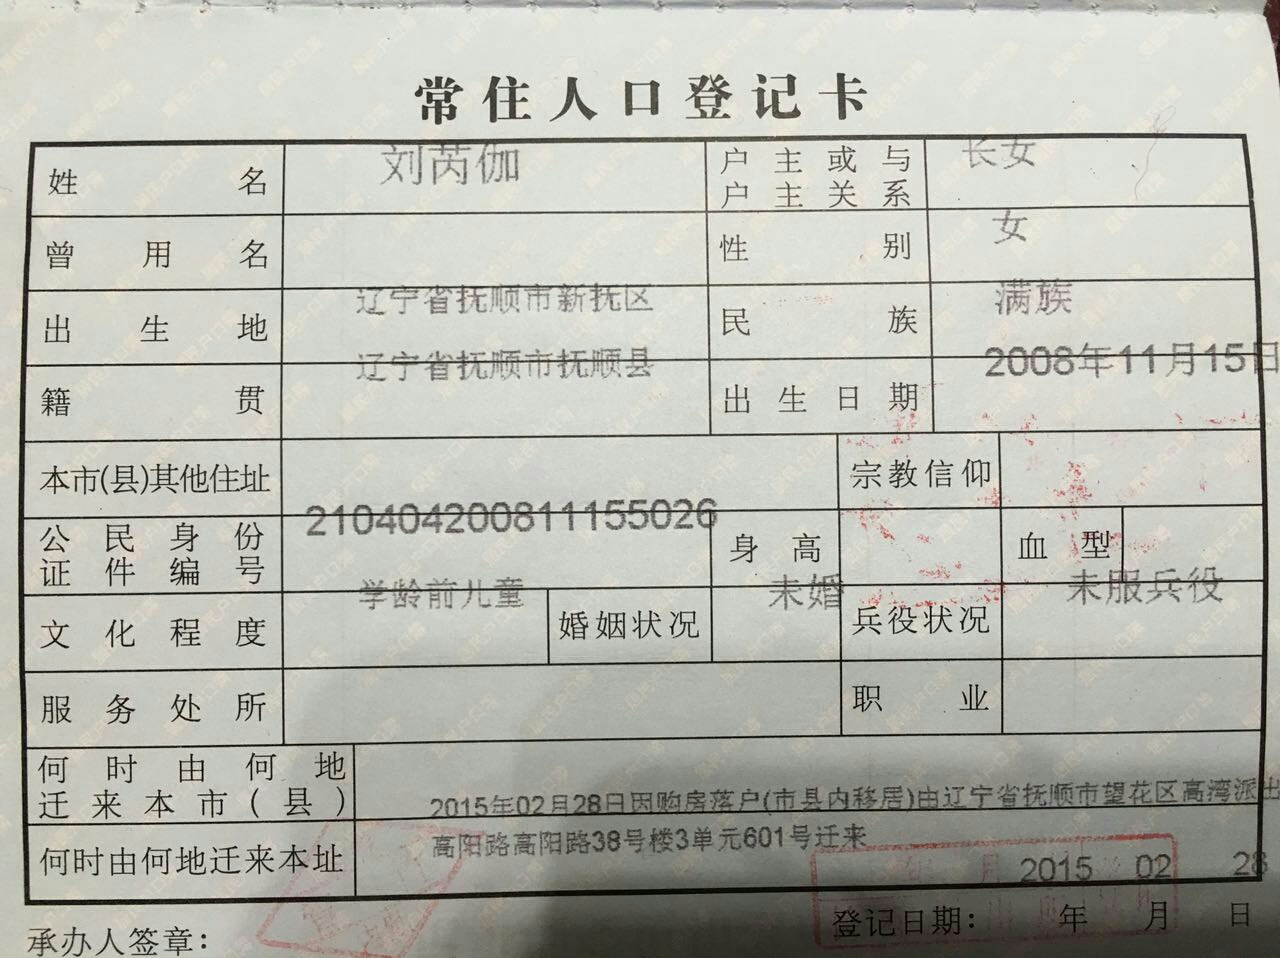 常住人口登记卡
姓名 刘芮伽 户主或与户主关系 长女
曾用名 性别 女
出生地 辽宁省抚顺市新抚区 民族 满族
籍贯 辽宁省抚顺市抚顺县 出生日期 2008年11月15日
本市(县)其他住址 宗教信仰
公民身份证件编号 210404200811155026 身高 血型
文化程度 学龄前儿童 婚姻状况 未婚 兵役状况 未服兵役
服务处所 职业
何时由何地迁来本市(县)
2015年02月28日因购房落户(市县内移居)由辽宁省抚顺市望花区高湾派出
何时由何地迁来本址 高阳路高阳路38号楼3单元601号迁来
2015 02 28
承办人签章: 登记日期: 年 月 日